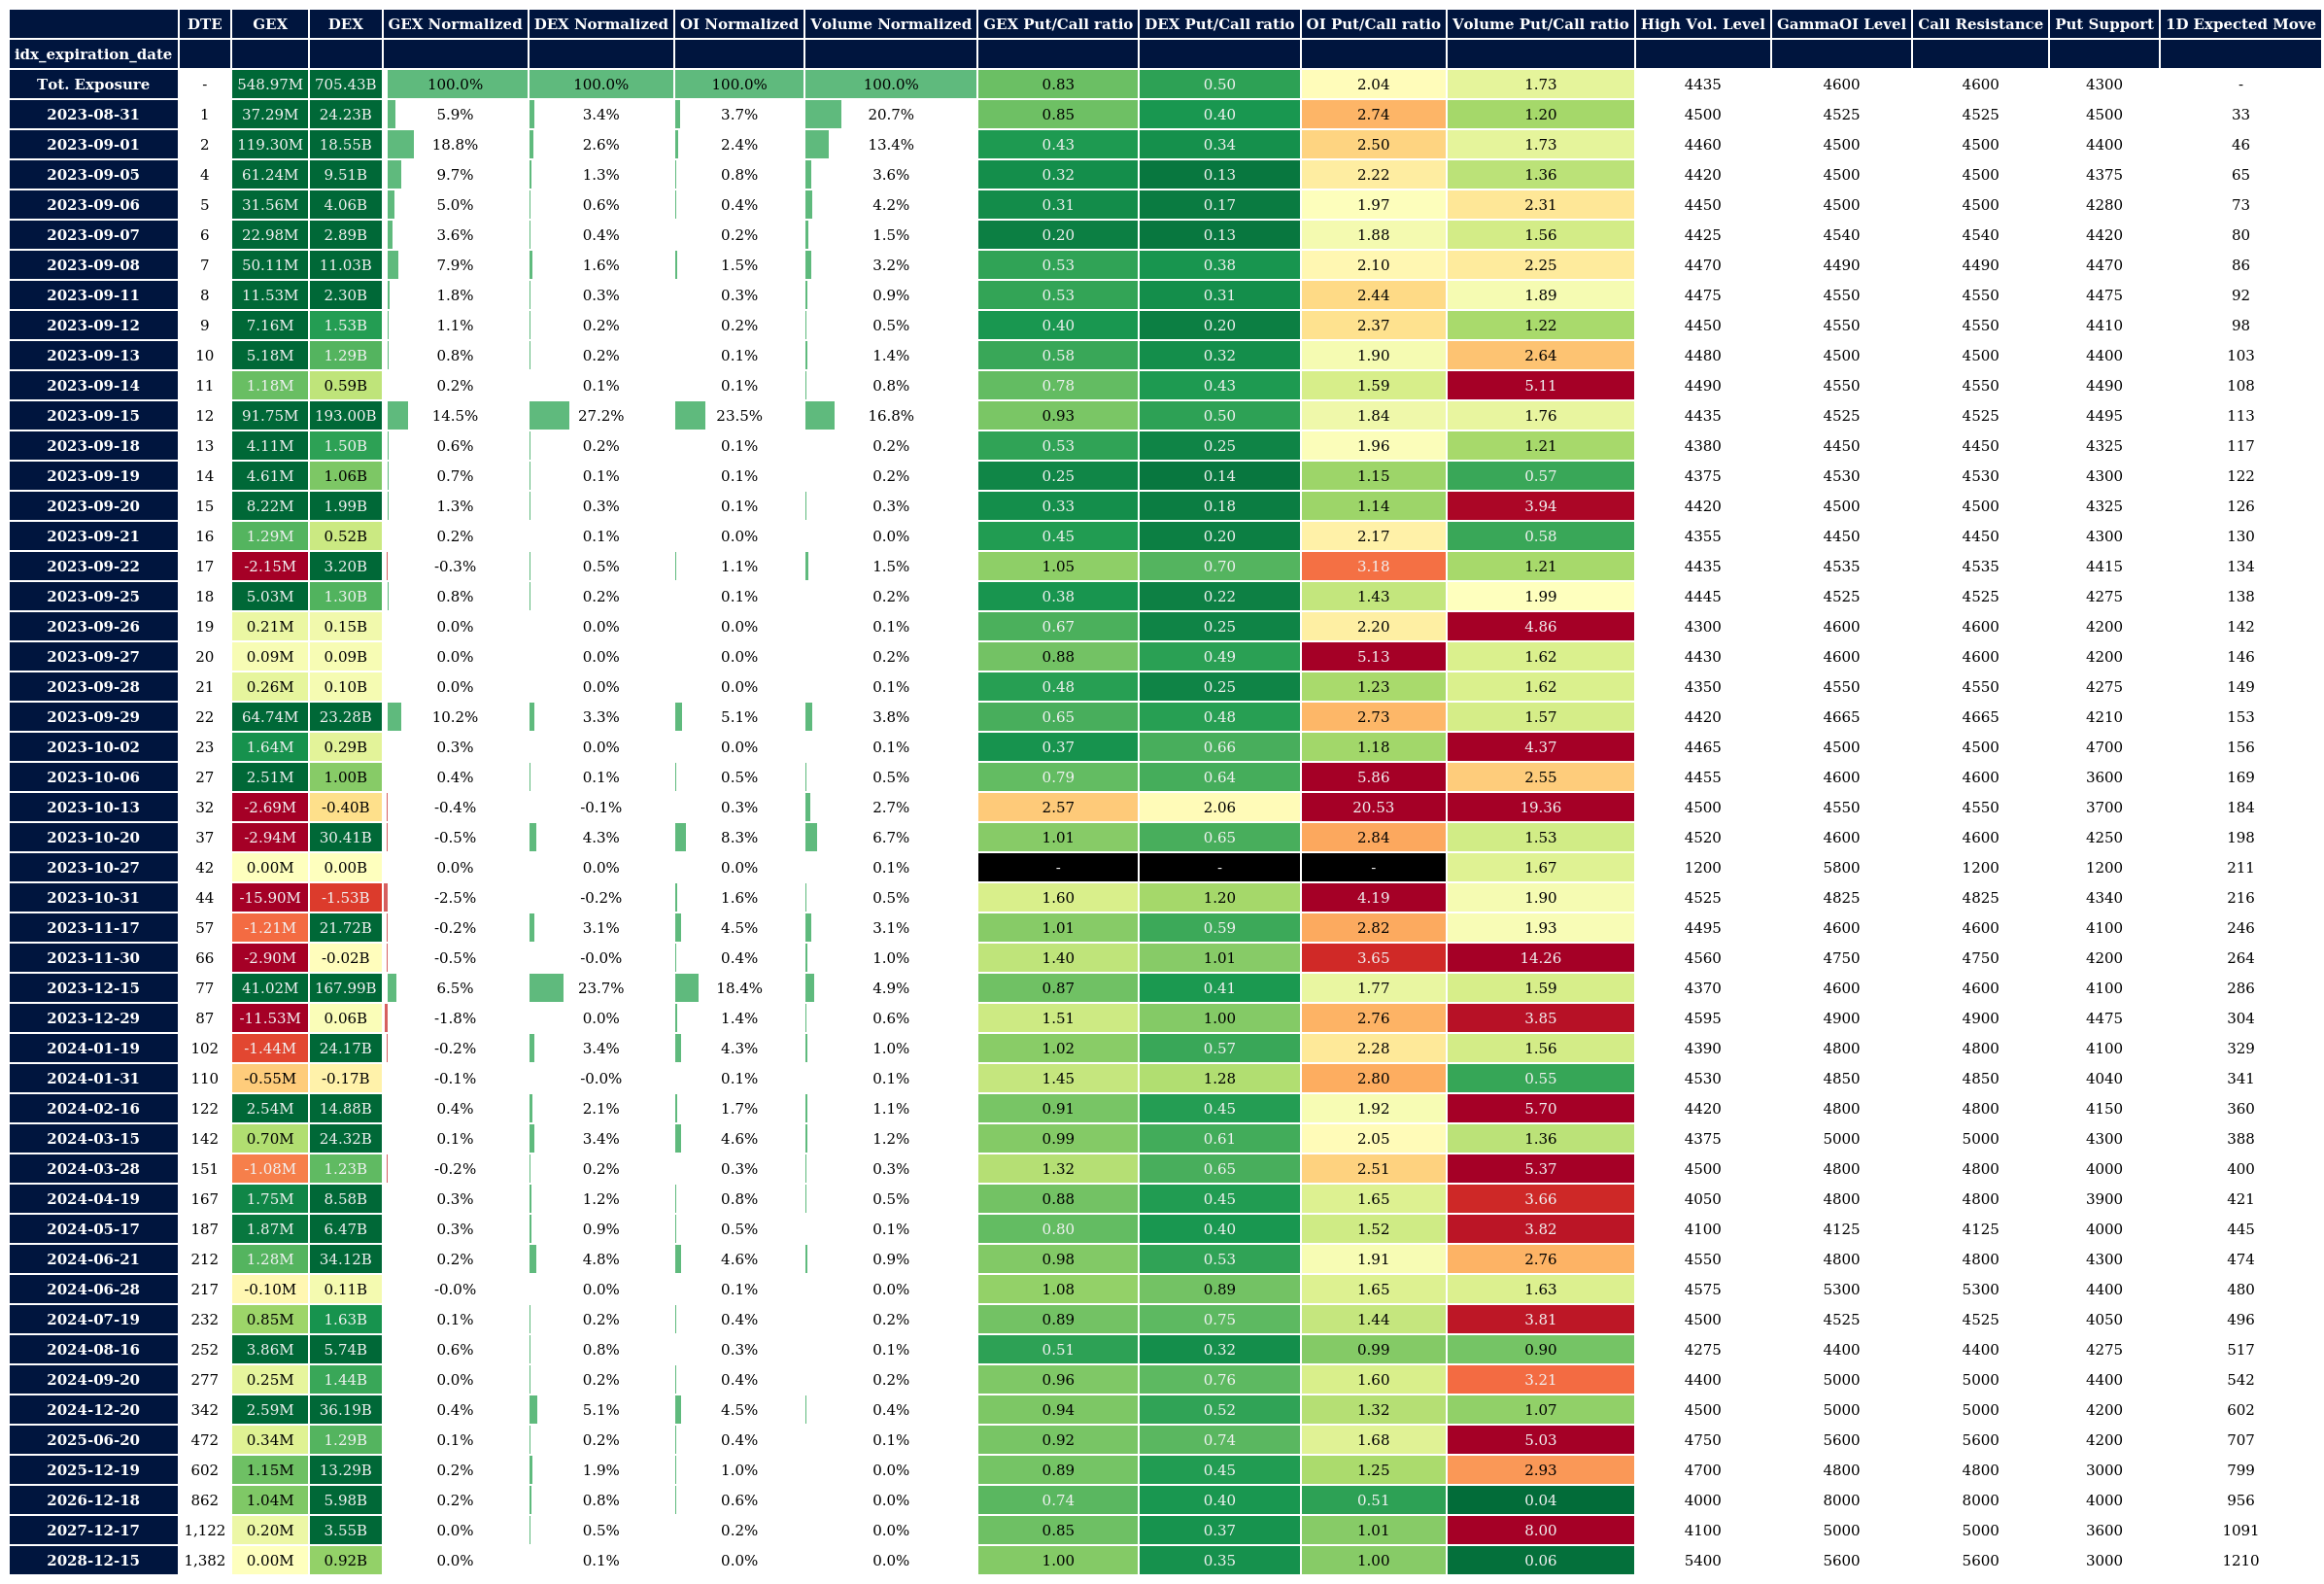 DTE GEX DEX GEX Normalized DEX Normalized OI Normalized Volume Normalized GEX Put/Call ratio DEX Put/Call ratio OI Put/Call ratio Volume Put/Call ratio High Vol. Level GammaOI Level Call Resistance Put Support 1D Expected Move
idx_expiration_date
Tot. Exposure - 548.97M 705.43B 100.0% 100.0% 100.0% 100.0% 0.83 0.50 2.04 1.73 4435 4600 4600 4300 -
2023-08-31 1 37.29M 24.23B 5.9% 3.4% 3.7% 20.7% 0.85 0.40 2.74 1.20 4500 4525 4525 4500 33
2023-09-01 2 119.30M 18.55B 18.8% 2.6% 2.4% 13.4% 0.43 0.34 2.50 1.73 4460 4500 4500 4400 46
2023-09-05 4 61.24M 9.51B 9.7% 1.3% 0.8% 3.6% 0.32 0.13 2.22 1.36 4420 4500 4500 4375 65
2023-09-06 5 31.56M 4.06B 5.0% 0.6% 0.4% 4.2% 0.31 0.17 1.97 2.31 4450 4500 4500 4280 73
2023-09-07 6 22.98M 2.89B 3.6% 0.4% 0.2% 1.5% 0.20 0.13 1.88 1.56 4425 4540 4540 4420 80
2023-09-08 7 50.11M 11.03B 7.9% 1.6% 1.5% 3.2% 0.53 0.38 2.10 2.25 4470 4490 4490 4470 86
2023-09-11 8 11.53M 2.30B 1.8% 0.3% 0.3% 0.9% 0.53 0.31 2.44 1.89 4475 4550 4550 4475 92
2023-09-12 9 7.16M 1.53B 1.1% 0.2% 0.2% 0.5% 0.40 0.20 2.37 1.22 4450 4550 4550 4410 98
2023-09-13 10 5.18M 1.29B 0.8% 0.2% 0.1% 1.4% 0.58 0.32 1.90 2.64 4480 4500 4500 4400 103
2023-09-14 11 1.18M 0.59B 0.2% 0.1% 0.1% 0.8% 0.78 0.43 1.59 5.11 4490 4550 4550 4490 108
2023-09-15 12 91.75M 193.00B 14.5% 27.2% 23.5% 16.8% 0.93 0.50 1.84 1.76 4435 4525 4525 4495 113
2023-09-18 13 4.11M 1.50B 0.6% 0.2% 0.1% 0.2% 0.53 0.25 1.96 1.21 4380 4450 4450 4325 117
2023-09-19 14 4.61M 1.06B 0.7% 0.1% 0.1% 0.2% 0.25 0.14 1.15 0.57 4375 4530 4530 4300 122
2023-09-20 15 8.22M 1.99B 1.3% 0.3% 0.1% 0.3% 0.33 0.18 1.14 3.94 4420 4500 4500 4325 126
2023-09-21 16 1.29M 0.52B 0.2% 0.1% 0.0% 0.0% 0.45 0.20 2.17 0.58 4355 4450 4450 4300 130
2023-09-22 17 -2.15M 3.20B -0.3% 0.5% 1.1% 1.5% 1.05 0.70 3.18 1.21 4435 4535 4535 4415 134
2023-09-25 18 5.03M 1.30B 0.8% 0.2% 0.1% 0.2% 0.38 0.22 1.43 1.99 4445 4525 4525 4275 138
2023-09-26 19 0.21M 0.15B 0.0% 0.0% 0.0% 0.1% 0.67 0.25 2.20 4.86 4300 4600 4600 4200 142
2023-09-27 20 0.09M 0.09B 0.0% 0.0% 0.0% 0.2% 0.88 0.49 5.13 1.62 4430 4600 4600 4200 146
2023-09-28 21 0.26M 0.10B 0.0% 0.0% 0.0% 0.1% 0.48 0.25 1.23 1.62 4350 4550 4550 4275 149
2023-09-29 22 64.74M 23.28B 10.2% 3.3% 5.1% 3.8% 0.65 0.48 2.73 1.57 4420 4665 4665 4210 153
2023-10-02 23 1.64M 0.29B 0.3% 0.0% 0.0% 0.1% 0.37 0.66 1.18 4.37 4465 4500 4500 4700 156
2023-10-06 27 2.51M 1.00B 0.4% 0.1% 0.5% 0.5% 0.79 0.64 5.86 2.55 4455 4600 4600 3600 169
2023-10-13 32 -2.69M -0.40B -0.4% -0.1% 0.3% 2.7% 2.57 2.06 20.53 19.36 4500 4550 4550 3700 184
2023-10-20 37 -2.94M 30.41B -0.5% 4.3% 8.3% 6.7% 1.01 0.65 2.84 1.53 4520 4600 4600 4250 198
2023-10-27 42 0.00M 0.00B 0.0% 0.0% 0.0% 0.1% - - - 1.67 1200 5800 1200 1200 211
2023-10-31 44 -15.90M -1.53B -2.5% -0.2% 1.6% 0.5% 1.60 1.20 4.19 1.90 4525 4825 4825 4340 216
2023-11-17 57 -1.21M 21.72B -0.2% 3.1% 4.5% 3.1% 1.01 0.59 2.82 1.93 4495 4600 4600 4100 246
2023-11-30 66 -2.90M -0.02B -0.5% -0.0% 0.4% 1.0% 1.40 1.01 3.65 14.26 4560 4750 4750 4200 264
2023-12-15 77 41.02M 167.99B 6.5% 23.7% 18.4% 4.9% 0.87 0.41 1.77 1.59 4370 4600 4600 4100 286
2023-12-29 87 -11.53M 0.06B -1.8% 0.0% 1.4% 0.6% 1.51 1.00 2.76 3.85 4595 4900 4900 4475 304
2024-01-19 102 -1.44M 24.17B -0.2% 3.4% 4.3% 1.0% 1.02 0.57 2.28 1.56 4390 4800 4800 4100 329
2024-01-31 110 -0.55M -0.17B -0.1% -0.0% 0.1% 0.1% 1.45 1.28 2.80 0.55 4530 4850 4850 4040 341
2024-02-16 122 2.54M 14.88B 0.4% 2.1% 1.7% 1.1% 0.91 0.45 1.92 5.70 4420 4800 4800 4150 360
2024-03-15 142 0.70M 24.32B 0.1% 3.4% 4.6% 1.2% 0.99 0.61 2.05 1.36 4375 5000 5000 4300 388
2024-03-28 151 -1.08M 1.23B -0.2% 0.2% 0.3% 0.3% 1.32 0.65 2.51 5.37 4500 4800 4800 4000 400
2024-04-19 167 1.75M 8.58B 0.3% 1.2% 0.8% 0.5% 0.88 0.45 1.65 3.66 4050 4800 4800 3900 421
2024-05-17 187 1.87M 6.47B 0.3% 0.9% 0.5% 0.1% 0.80 0.40 1.52 3.82 4100 4125 4125 4000 445
2024-06-21 212 1.28M 34.12B 0.2% 4.8% 4.6% 0.9% 0.98 0.53 1.91 2.76 4550 4800 4800 4300 474
2024-06-28 217 -0.10M 0.11B -0.0% 0.0% 0.1% 0.0% 1.08 0.89 1.65 1.63 4575 5300 5300 4400 480
2024-07-19 232 0.85M 1.63B 0.1% 0.2% 0.4% 0.2% 0.89 0.75 1.44 3.81 4500 4525 4525 4050 496
2024-08-16 252 3.86M 5.74B 0.6% 0.8% 0.3% 0.1% 0.51 0.32 0.99 0.90 4275 4400 4400 4275 517
2024-09-20 277 0.25M 1.44B 0.0% 0.2% 0.4% 0.2% 0.96 0.76 1.60 3.21 4400 5000 5000 4400 542
2024-12-20 342 2.59M 36.19B 0.4% 5.1% 4.5% 0.4% 0.94 0.52 1.32 1.07 4500 5000 5000 4200 602
2025-06-20 472 0.34M 1.29B 0.1% 0.2% 0.4% 0.1% 0.92 0.74 1.68 5.03 4750 5600 5600 4200 707
2025-12-19 602 1.15M 13.29B 0.2% 1.9% 1.0% 0.0% 0.89 0.45 1.25 2.93 4700 4800 4800 3000 799
2026-12-18 862 1.04M 5.98B 0.2% 0.8% 0.6% 0.0% 0.74 0.40 0.51 0.04 4000 8000 8000 4000 956
2027-12-17 1,122 0.20M 3.55B 0.0% 0.5% 0.2% 0.0% 0.85 0.37 1.01 8.00 4100 5000 5000 3600 1091
2028-12-15 1,382 0.00M 0.92B 0.0% 0.1% 0.0% 0.0% 1.00 0.35 1.00 0.06 5400 5600 5600 3000 1210